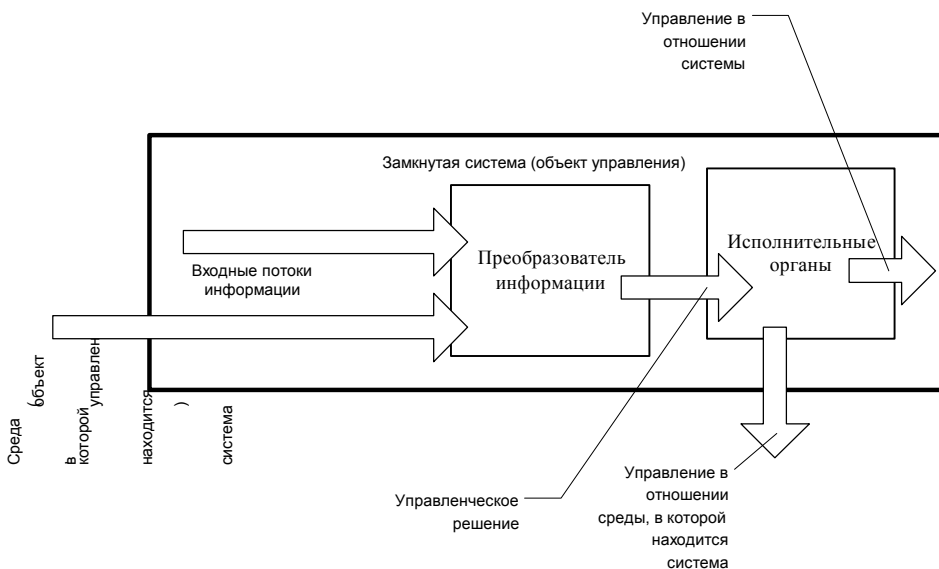 Управление в
отношении
системы
Замкнутая система (объект управления)
Преобразователь
информации
Исполнительные
органы
Входные потоки
информации
Среда (объект
в
которой управлен
находится )
система
Управленческое
решение
Управление в
отношении
среды, в которой
находится
система